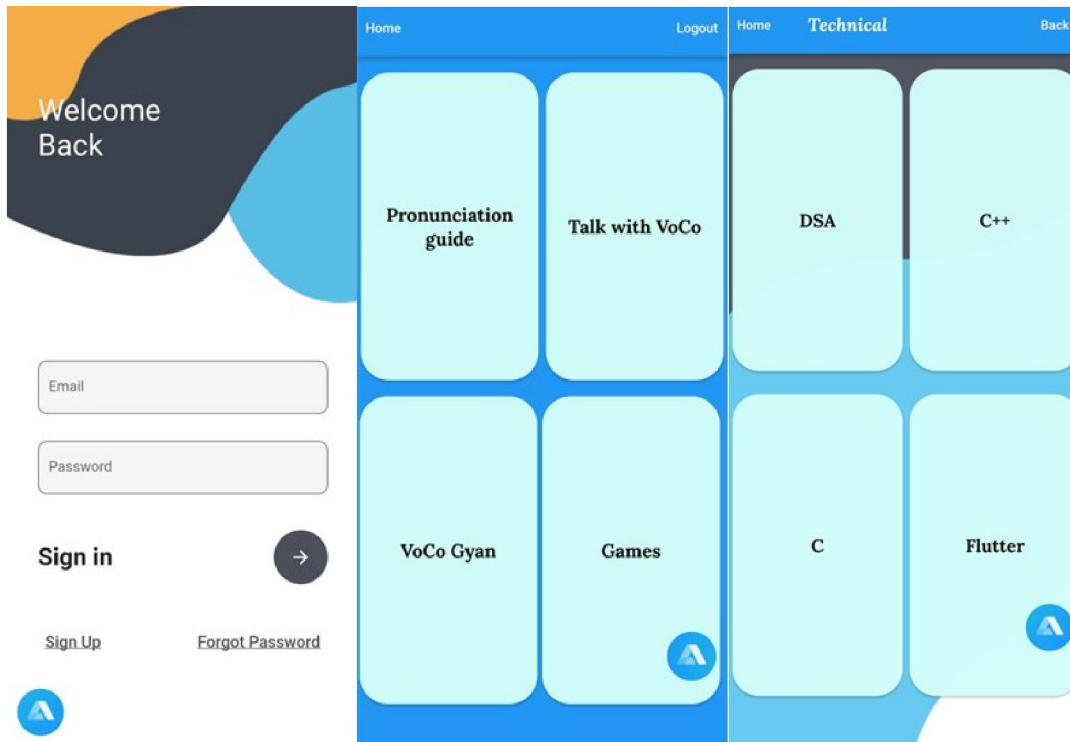 Welcome
Back
Email
Password
Sign in
Sign Up
Forgot Password
Home
Logout
Pronunciation
guide
Talk with VoCo
VoCo Gyan
Games
Home
Technical
Back
DSA
C++
C
Flutter